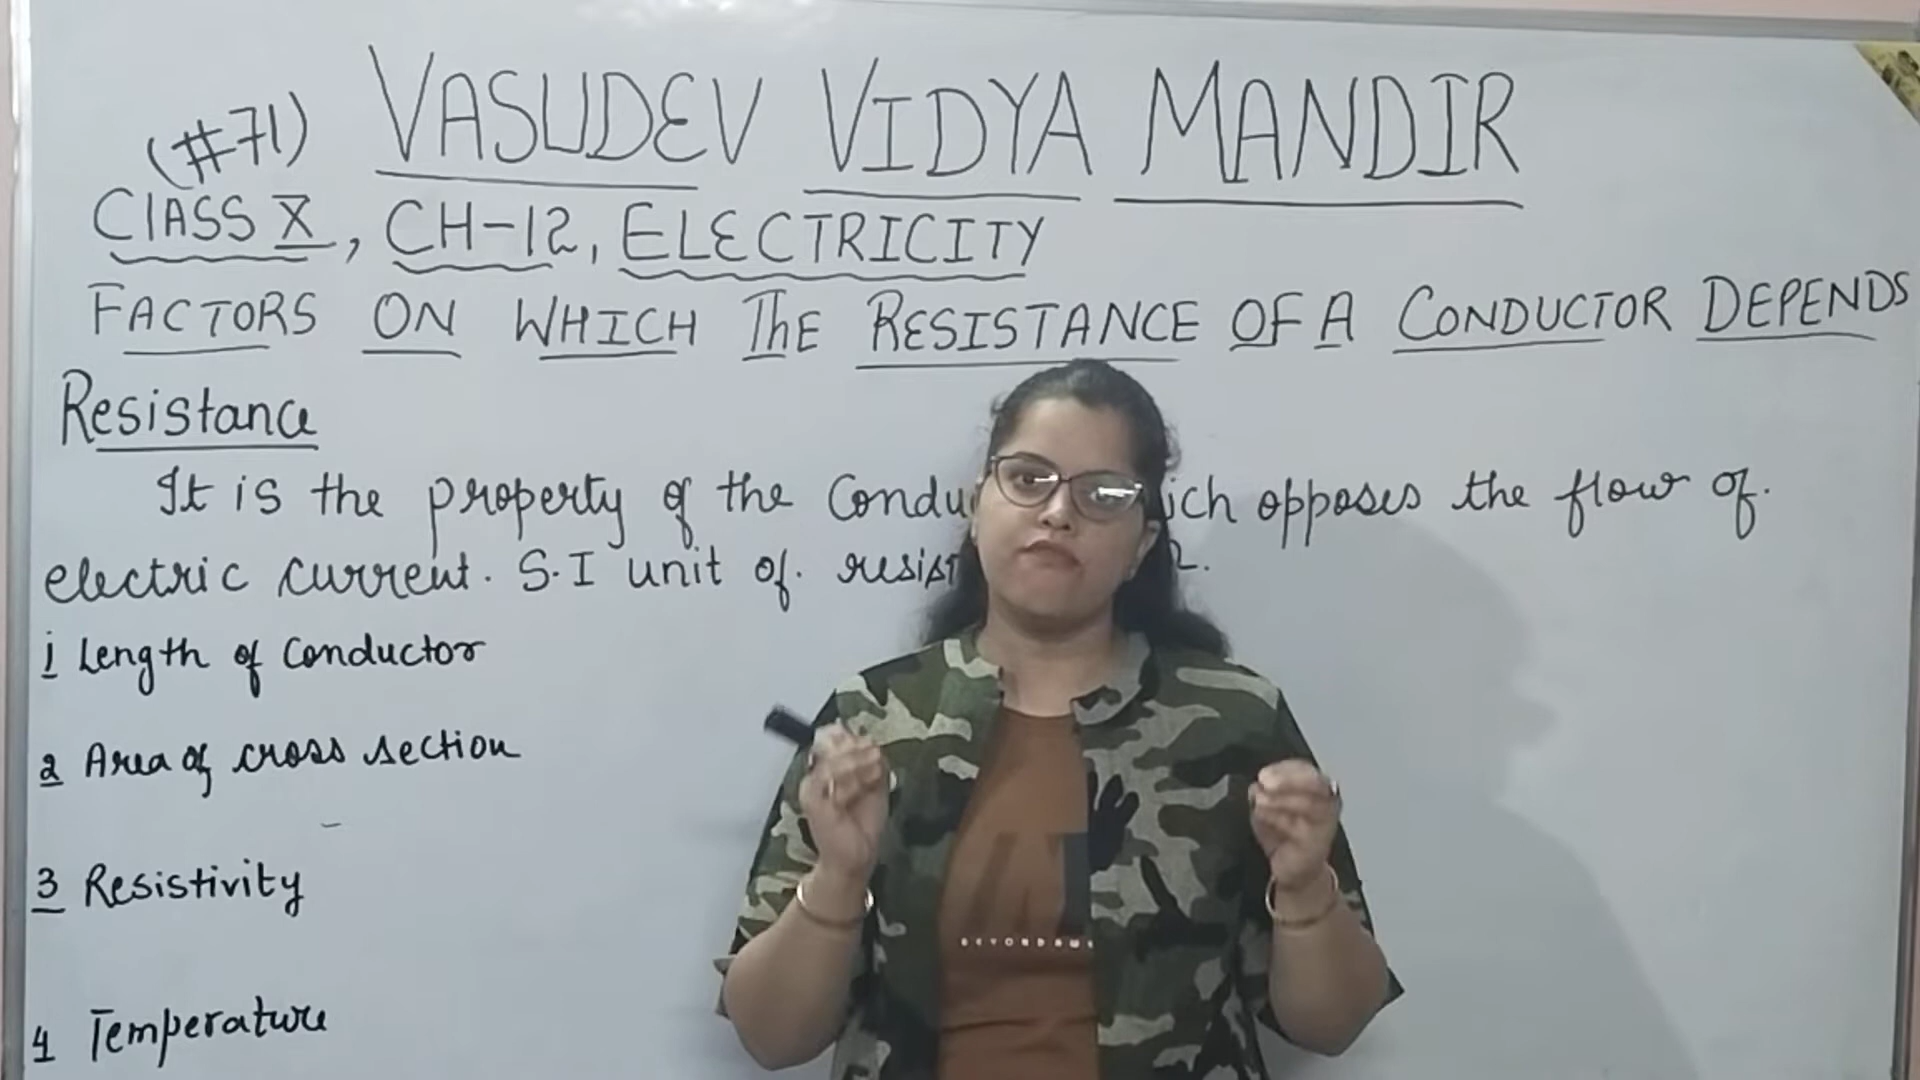 (#71) VASUDEV VIDYA MANDIR
CLASS X, CH-12, ELECTRICITY
FACTORS ON WHICH THE RESISTANCE OF A CONDUCTOR DEPENDS
Resistance
It is the property of the Condu ich opposes the flow of.
electric current. S.I unit of. resist
1 Length of Conductor
2 Area of cross section
3 Resistivity
4 Temperature